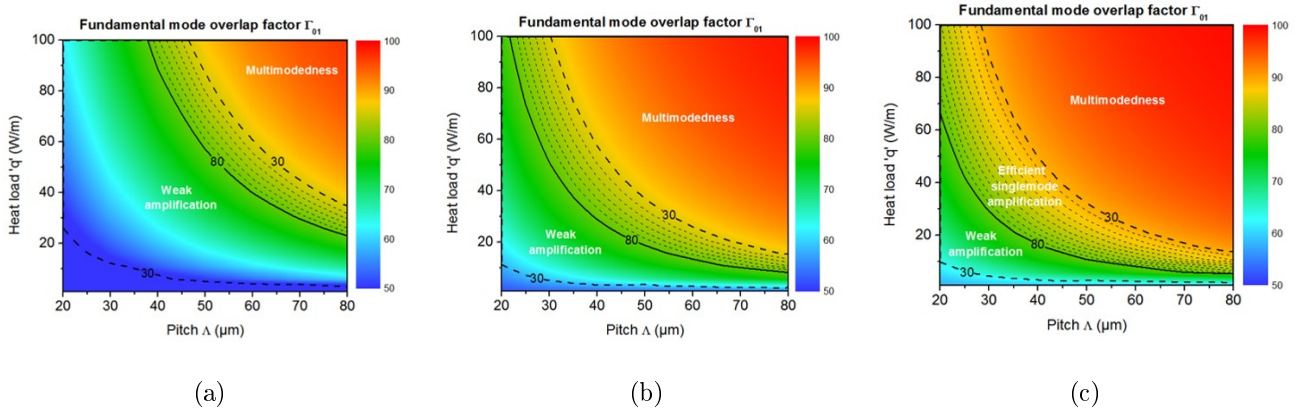 Fundamental mode overlap factor Γ01
Heat load 'q' (W/m)
100
80
60
40
20
Multimodedness
30
80
Weak
amplification
30
20 30 40 50 60 70 80
Pitch Λ (µm)
100
90
80
70
60
50
(a)
Fundamental mode overlap factor Γ01
Heat load 'q' (W/m)
100
80
60
40
20
Multimodedness
30
80
Weak
amplification
30
20 30 40 50 60 70 80
Pitch Λ (µm)
100
90
80
70
60
50
(b)
Fundamental mode overlap factor Γ01
Heat load 'q' (W/m)
100
80
60
40
20
Multimodedness
Efficient
singlemode
amplification
30
80
Weak
amplification
30
20 30 40 50 60 70 80
Pitch Λ (µm)
100
90
80
70
60
50
(c)